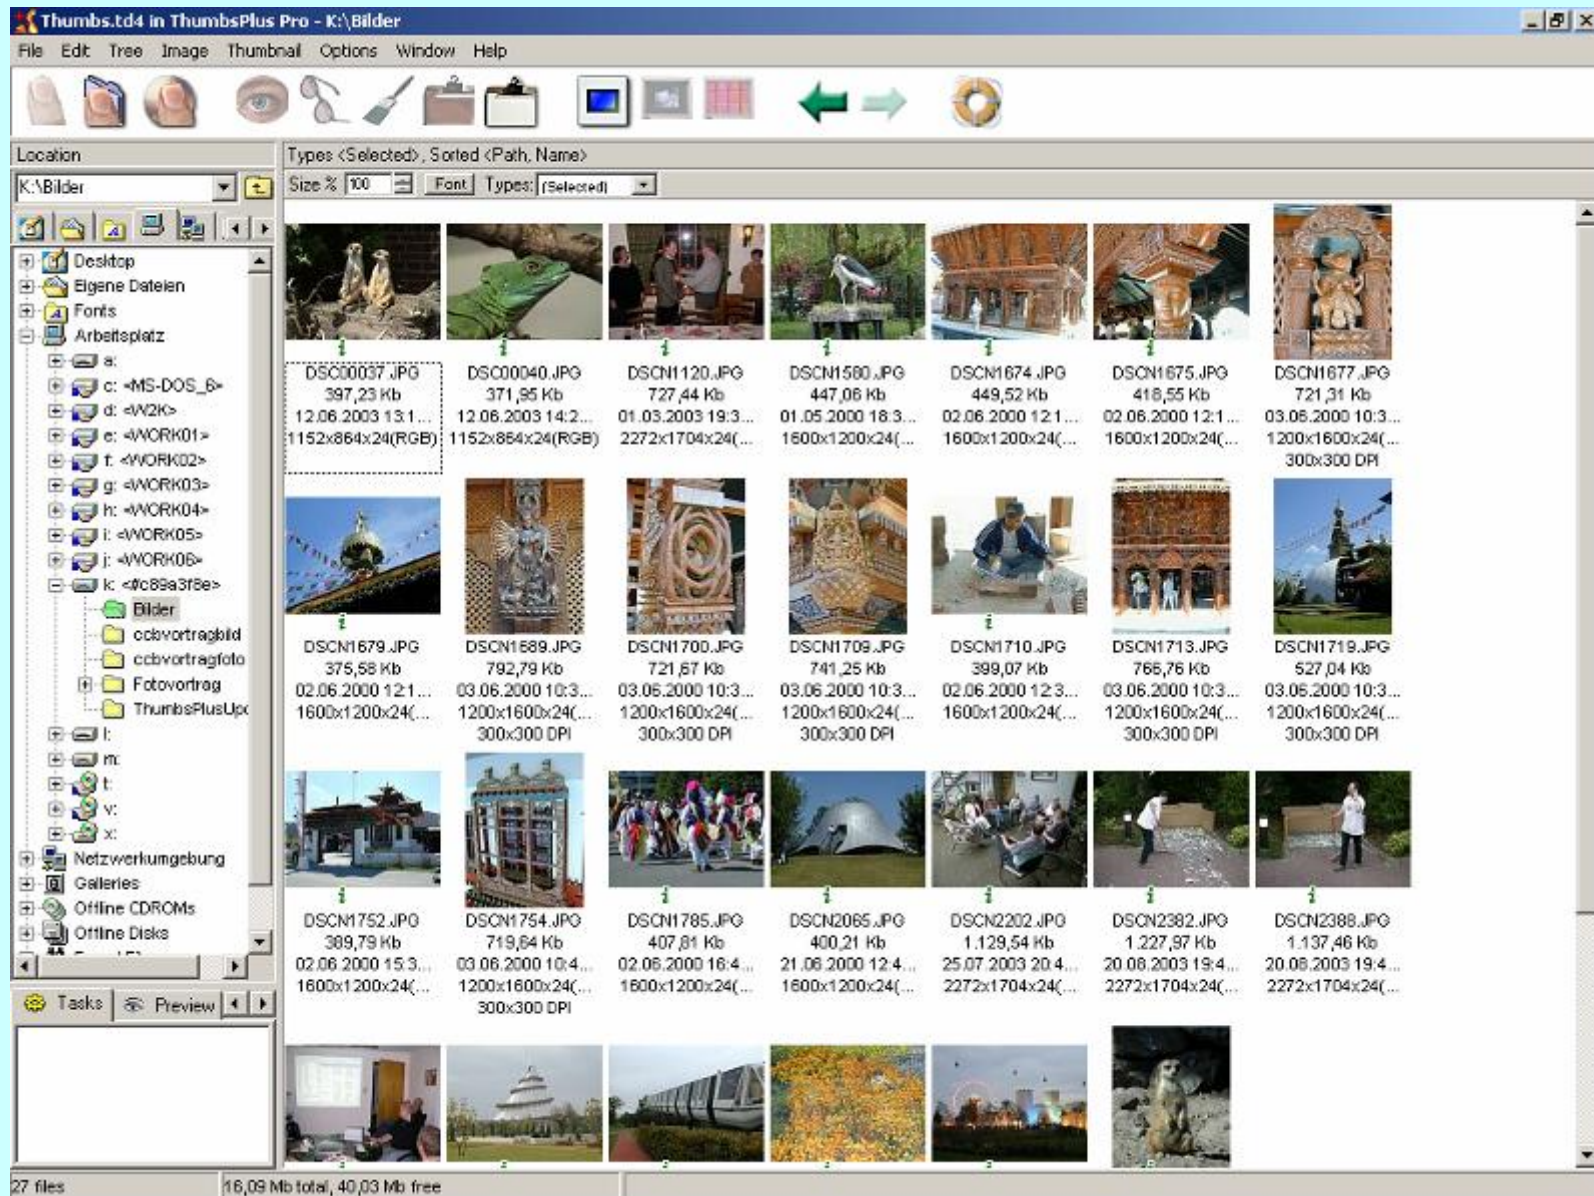 Thumbs.td4 in ThumbsPlus Pro - K:\Bilder
File Edit Tree Image Thumbnail Options Window Help
Location
Types <Selected>, Sorted <Path, Name>
K:\Bilder
Size % 100 Font Types: (Selected)
Desktop
Eigene Dateien
Fonts
Arbeitsplatz
a:
c: <MS-DOS_6>
d: <W2K>
e: <WORK01>
f: <WORK02>
g: <WORK03>
h: <WORK04>
i: <WORK05>
j: <WORK06>
k: <#c89a3f8e>
Bilder
ccbvortragbild
ccbvortragfoto
Fotovortrag
ThumbsPlusUpc
l:
m:
t:
v:
x:
Netzwerkumgebung
Galleries
Offline CDROMs
Offline Disks
Tasks Preview
DSC00037.JPG DSC00040.JPG DSCN1120.JPG DSCN1580.JPG DSCN1674.JPG DSCN1675.JPG DSCN1677.JPG
397,23 Kb 371,95 Kb 727,44 Kb 447,06 Kb 449,52 Kb 418,55 Kb 721,31 Kb
12.06.2003 13:1... 12.06.2003 14:2... 01.03.2003 19:3... 01.05.2000 18:3... 02.06.2000 12:1... 02.06.2000 12:1... 03.06.2000 10:3...
1152x864x24(RGB) 1152x864x24(RGB) 2272x1704x24(... 1600x1200x24(... 1600x1200x24(... 1600x1200x24(... 1200x1600x24(...
300x300 DPI
DSCN1679.JPG DSCN1689.JPG DSCN1700.JPG DSCN1709.JPG DSCN1710.JPG DSCN1713.JPG DSCN1719.JPG
375,58 Kb 792,79 Kb 721,67 Kb 741,25 Kb 399,07 Kb 766,76 Kb 527,04 Kb
02.06.2000 12:1... 03.06.2000 10:3... 03.06.2000 10:3... 03.06.2000 10:3... 02.06.2000 12:3... 03.06.2000 10:3... 03.06.2000 10:3...
1600x1200x24(... 1200x1600x24(... 1200x1600x24(... 1200x1600x24(... 1600x1200x24(... 1200x1600x24(... 1200x1600x24(...
300x300 DPI 300x300 DPI 300x300 DPI 300x300 DPI 300x300 DPI
DSCN1752.JPG DSCN1754.JPG DSCN1785.JPG DSCN2065.JPG DSCN2202.JPG DSCN2382.JPG DSCN2388.JPG
389,79 Kb 719,64 Kb 407,81 Kb 400,21 Kb 1.129,54 Kb 1.227,97 Kb 1.137,46 Kb
02.06.2000 15:3... 03.06.2000 10:4... 02.06.2000 16:4... 21.06.2000 12:4... 25.07.2003 20:4... 20.08.2003 19:4... 20.08.2003 19:4...
1600x1200x24(... 1200x1600x24(... 1600x1200x24(... 1600x1200x24(... 2272x1704x24(... 2272x1704x24(... 2272x1704x24(...
300x300 DPI
27 files 16,09 Mb total, 40,03 Mb free